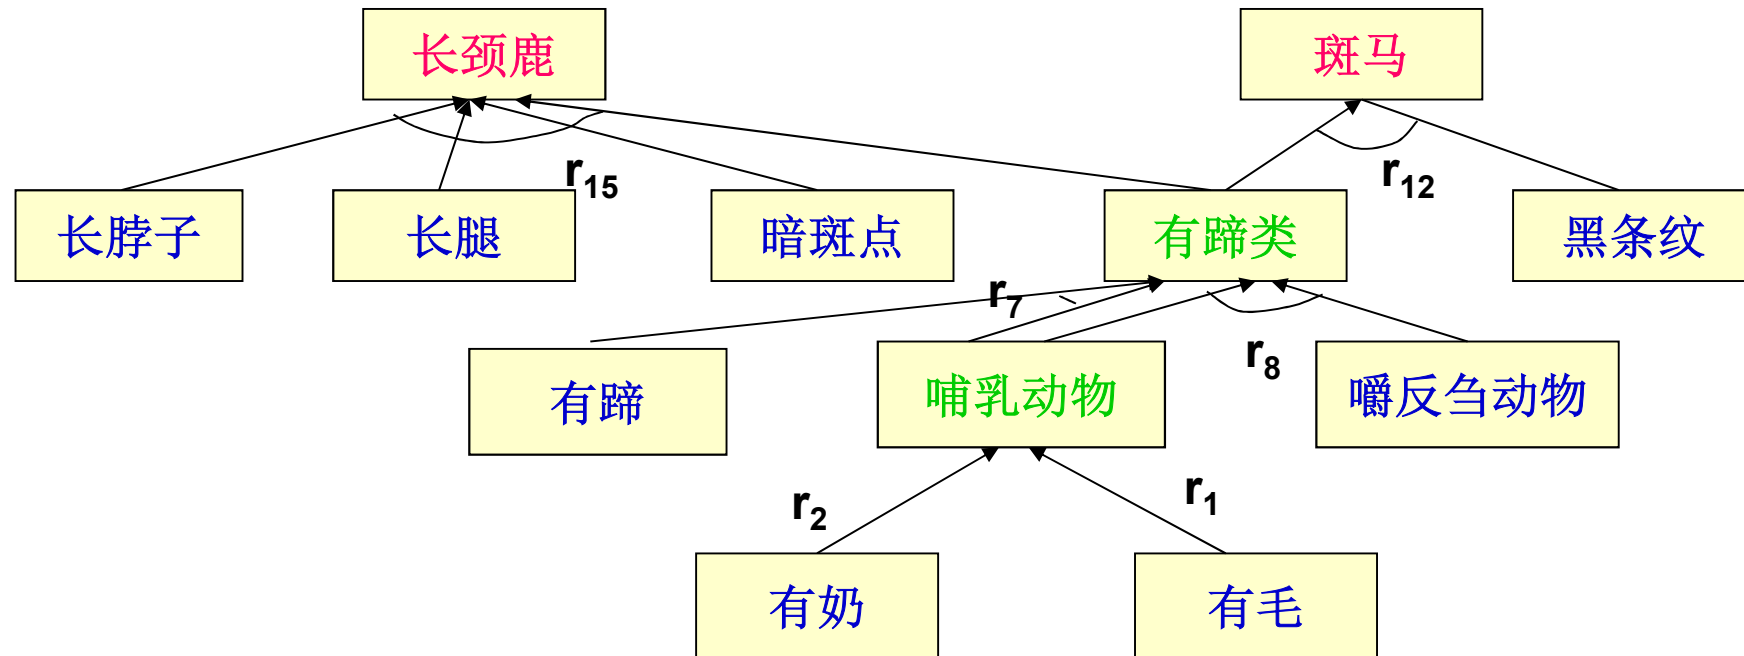 长颈鹿
斑马
r15
r12
长脖子
长腿
暗斑点
有蹄类
黑条纹
r7
r8
有蹄
哺乳动物
嚼反刍动物
r2
r1
有奶
有毛